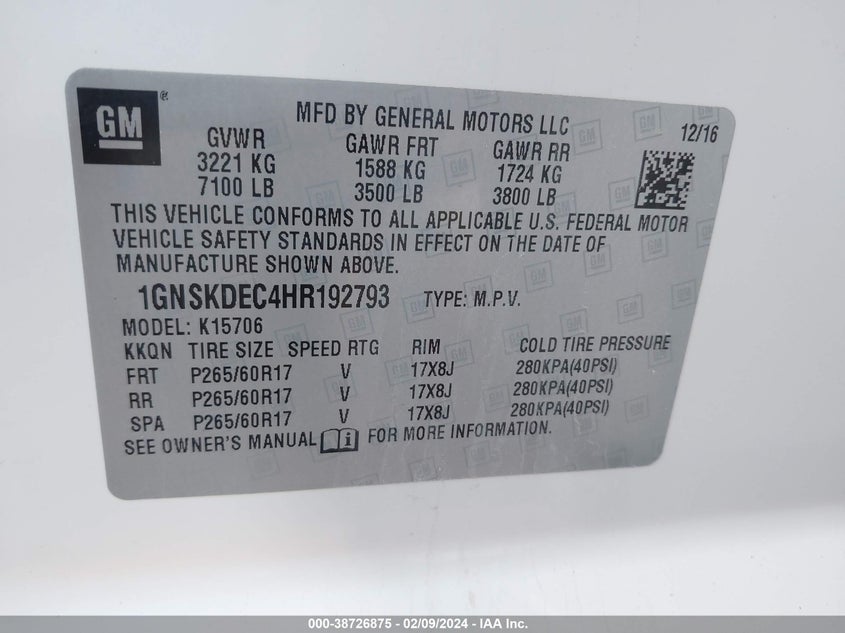 GM ®
MFD BY GENERAL MOTORS LLC 12/16
GVWR GAWR FRT GAWR RR
3221 KG 1588 KG 1724 KG
7100 LB 3500 LB 3800 LB
THIS VEHICLE CONFORMS TO ALL APPLICABLE U.S. FEDERAL MOTOR
VEHICLE SAFETY STANDARDS IN EFFECT ON THE DATE OF
MANUFACTURE SHOWN ABOVE.
1GNSKDEC4HR192793 TYPE: M.P.V.
MODEL: K15706
KKQN TIRE SIZE SPEED RTG RIM COLD TIRE PRESSURE
FRT P265/60R17 V 17X8J 280KPA(40PSI)
RR P265/60R17 V 17X8J 280KPA(40PSI)
SPA P265/60R17 V 17X8J 280KPA(40PSI)
SEE OWNER'S MANUAL FOR MORE INFORMATION.
000-38726875 - 02/09/2024 - IAA Inc.